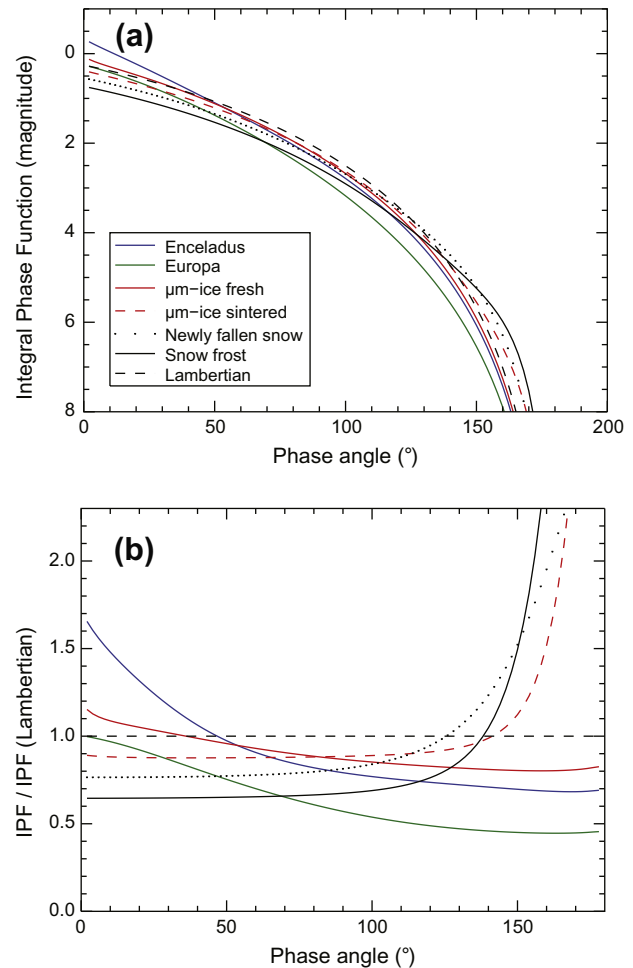 (a)
Integral Phase Function (magnitude)
0
2
4
6
8
Enceladus
Europa
μm−ice fresh
μm−ice sintered
Newly fallen snow
Snow frost
Lambertian
0 50 100 150 200
Phase angle (°)
(b)
IPF / IPF (Lambertian)
2.0
1.5
1.0
0.5
0.0
0 50 100 150
Phase angle (°)